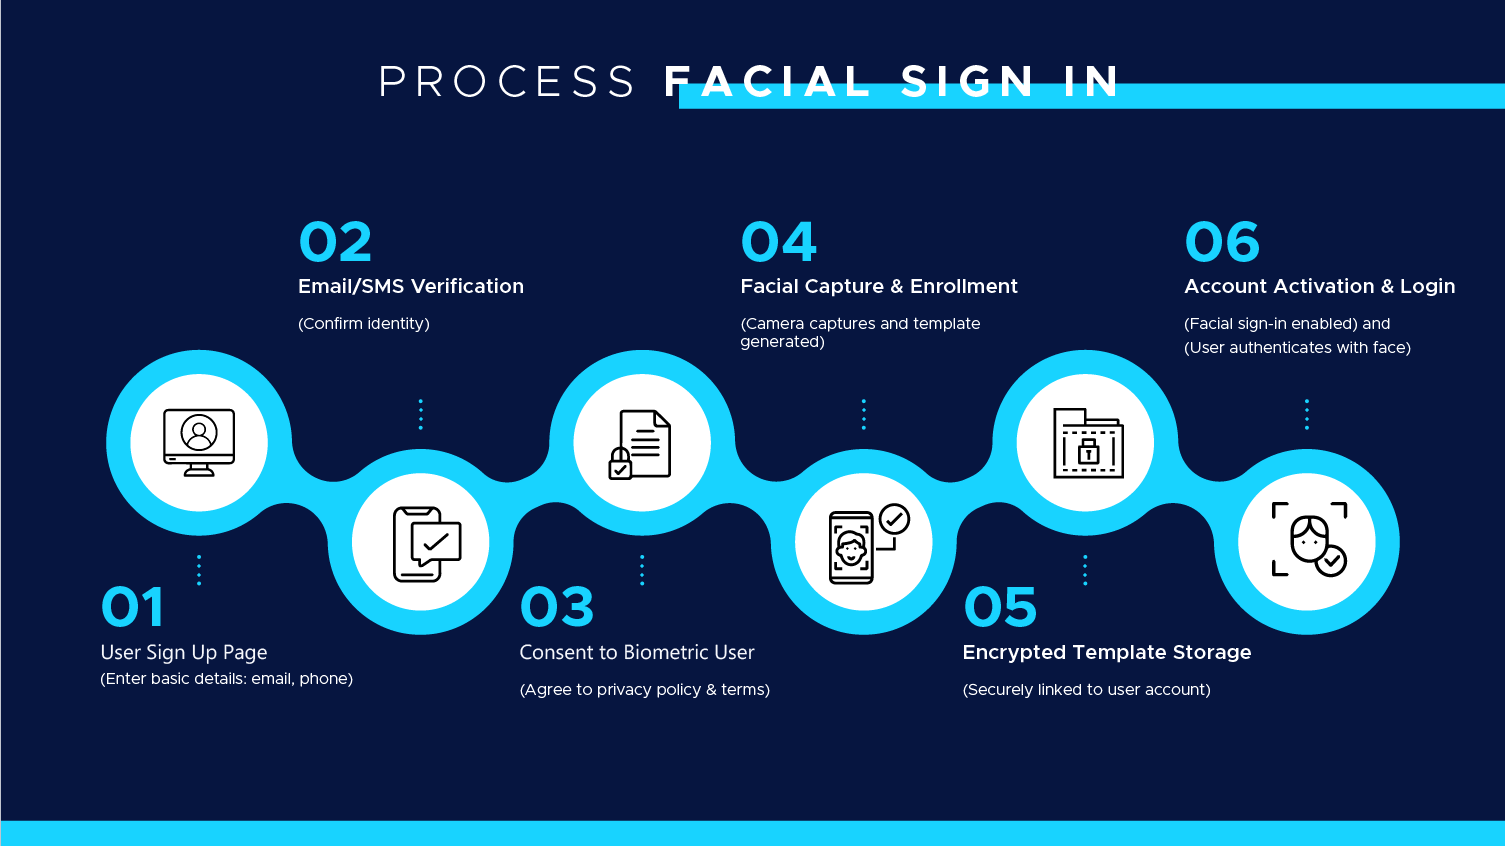 PROCESS FACIAL SIGN IN
01
User Sign Up Page
(Enter basic details: email, phone)
02
Email/SMS Verification
(Confirm identity)
03
Consent to Biometric User
(Agree to privacy policy & terms)
04
Facial Capture & Enrollment
(Camera captures and template
generated)
05
Encrypted Template Storage
(Securely linked to user account)
06
Account Activation & Login
(Facial sign-in enabled) and
(User authenticates with face)